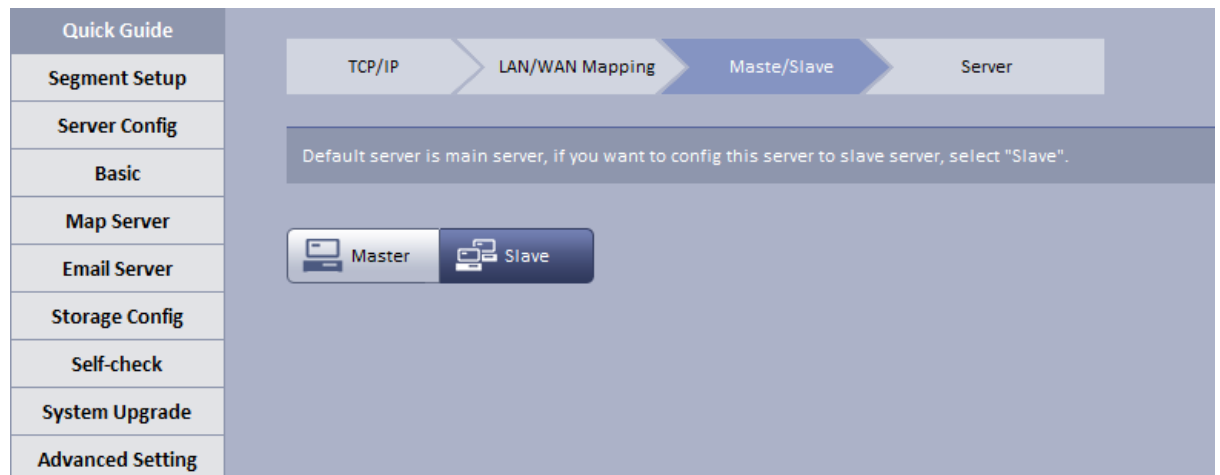 Quick Guide
Segment Setup
Server Config
Basic
Map Server
Email Server
Storage Config
Self-check
System Upgrade
Advanced Setting
TCP/IP
LAN/WAN Mapping
Maste/Slave
Server
Default server is main server, if you want to config this server to slave server, select "Slave".
Master
Slave